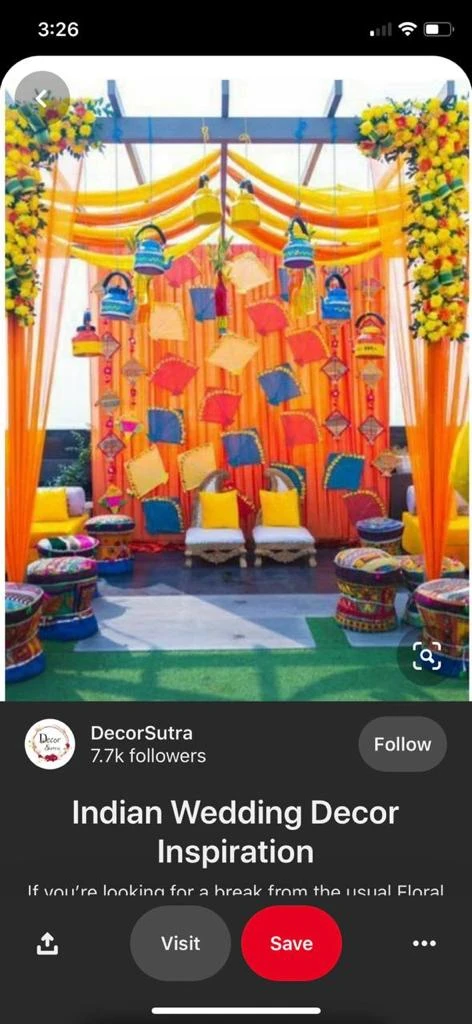 3:26
Decor
Sutra
DecorSutra
7.7k followers
Follow
Indian Wedding Decor
Inspiration
If you're looking for a break from the usual Floral
Visit
Save